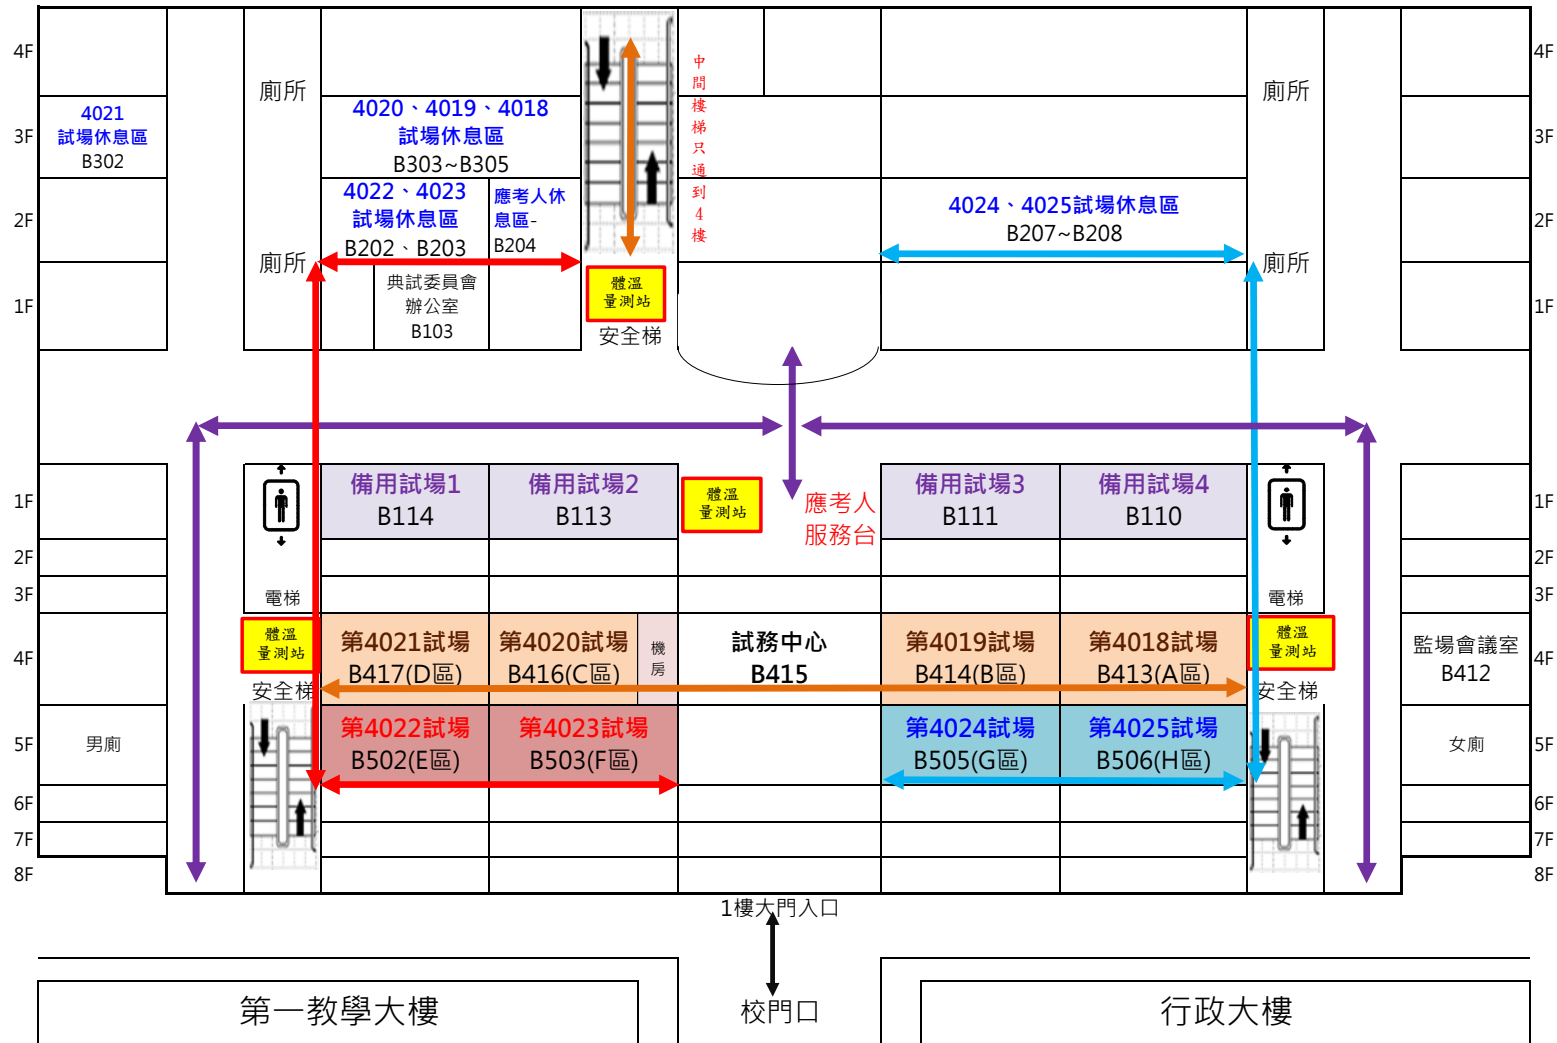 4F
廁所
中間樓梯只通到4樓
廁所
4F
3F
4021
試場休息區
B302
4020、4019、4018
試場休息區
B303~B305
3F
2F
4022、4023
試場休息區
B202、B203
應考人休
息區-
B204
4024、4025試場休息區
B207~B208
2F
廁所
廁所
1F
典試委員會
辦公室
B103
體溫
量測站
安全梯
1F
1F
備用試場1
B114
備用試場2
B113
體溫
量測站
應考人
服務台
備用試場3
B111
備用試場4
B110
1F
2F
2F
3F
電梯
電梯
3F
4F
體溫
量測站
安全梯
第4021試場
B417(D區)
第4020試場
B416(C區)
機
房
試務中心
B415
第4019試場
B414(B區)
第4018試場
B413(A區)
體溫
量測站
安全梯
監場會議室
B412
4F
5F
男廁
第4022試場
B502(E區)
第4023試場
B503(F區)
第4024試場
B505(G區)
第4025試場
B506(H區)
女廁
5F
6F
6F
7F
7F
8F
8F
1樓大門入口
第一教學大樓
校門口
行政大樓